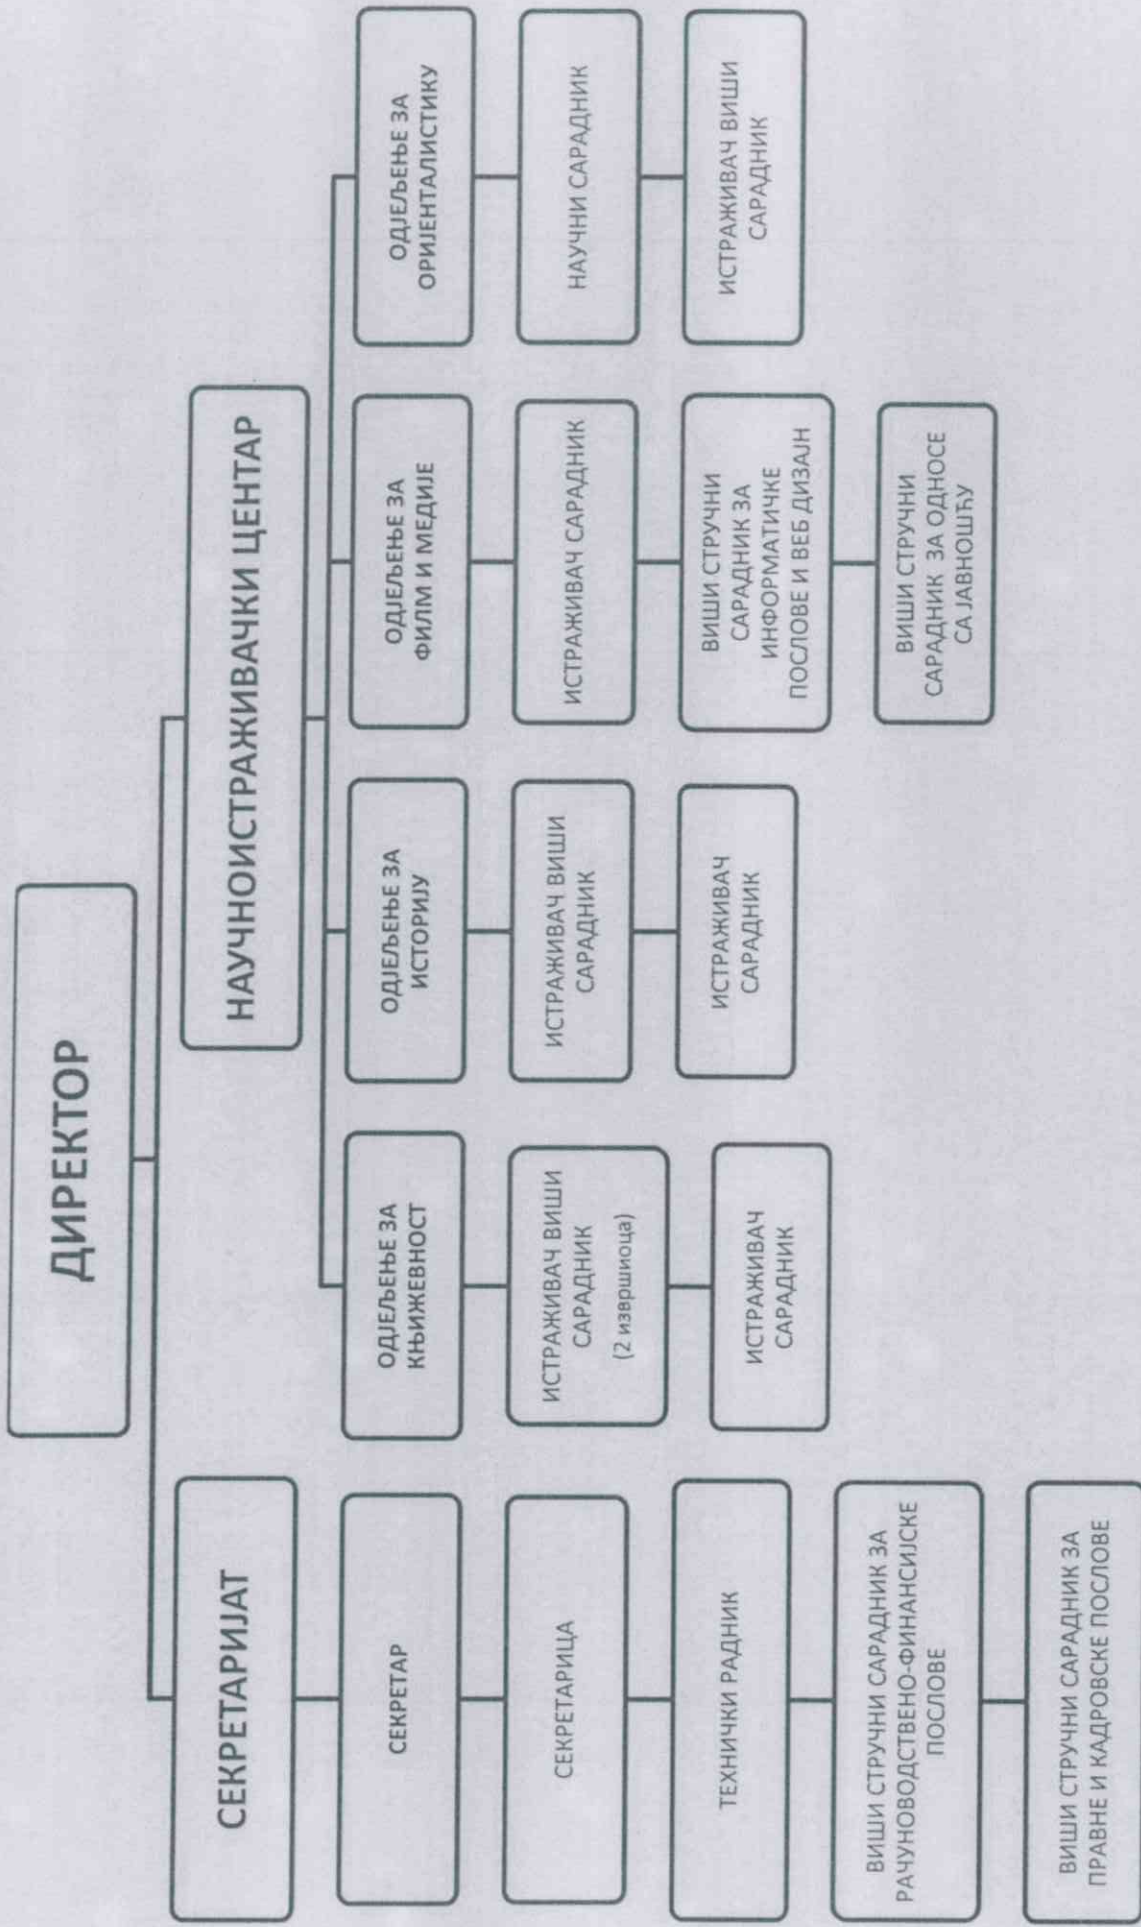 ДИРЕКТОР
СЕКРЕТАРИЈАТ
СЕКРЕТАР
СЕКРЕТАРИЦА
ТЕХНИЧКИ РАДНИК
ВИШИ СТРУЧНИ САРАДНИК ЗА
РАЧУНОВОДСТВЕНО-ФИНАНСИЈСКЕ
ПОСЛОВЕ
ВИШИ СТРУЧНИ САРАДНИК ЗА
ПРАВНЕ И КАДРОВСКЕ ПОСЛОВЕ
НАУЧНОИСТРАЖИВАЧКИ ЦЕНТАР
ОДЈЕЉЕЊЕ ЗА
КЊИЖЕВНОСТ
ИСТРАЖИВАЧ ВИШИ
САРАДНИК
(2 извршиоца)
ИСТРАЖИВАЧ
САРАДНИК
ОДЈЕЉЕЊЕ ЗА
ИСТОРИЈУ
ИСТРАЖИВАЧ ВИШИ
САРАДНИК
ИСТРАЖИВАЧ
САРАДНИК
ОДЈЕЉЕЊЕ ЗА
ФИЛМ И МЕДИЈЕ
ИСТРАЖИВАЧ САРАДНИК
ВИШИ СТРУЧНИ
САРАДНИК ЗА
ИНФОРМАТИЧКЕ
ПОСЛОВЕ И ВЕБ ДИЗАЈН
ВИШИ СТРУЧНИ
САРАДНИК ЗА ОДНОСЕ
СА ЈАВНОШЋУ
ОДЈЕЉЕЊЕ ЗА
ОРИЈЕНТАЛИСТИКУ
НАУЧНИ САРАДНИК
ИСТРАЖИВАЧ ВИШИ
САРАДНИК